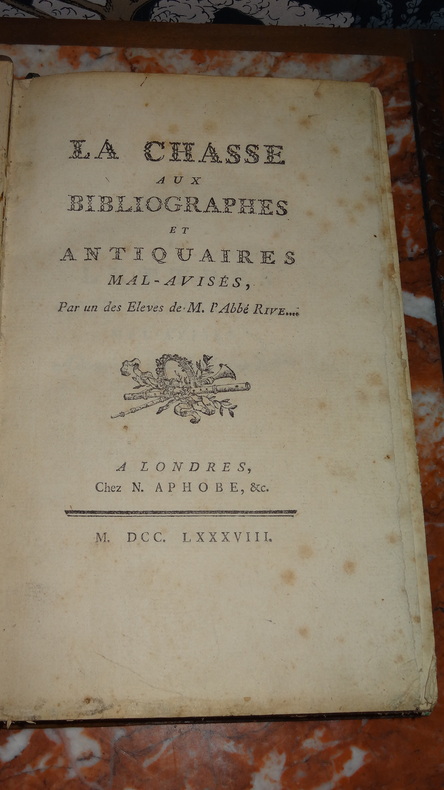 LA CHASSE
AUX
BIBLIOGRAPHES
ET
ANTIQUAIRES
MAL-AVISÉS,
Par un des Eleves de M. l'Abbé RIVE....
A LONDRES,
Chez N. APHOBE, &c.
M. DCC. LXXXVIII.